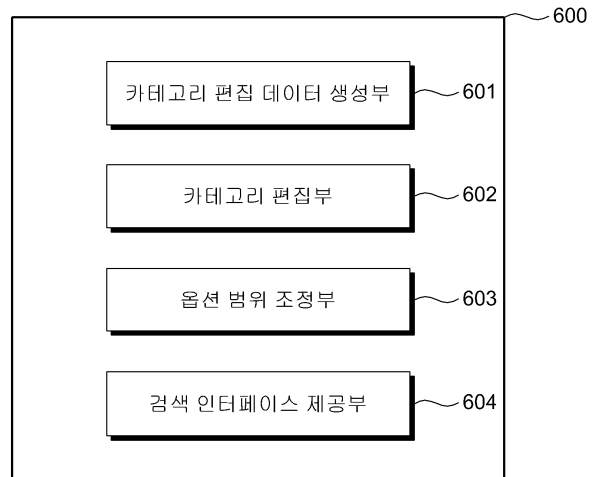 600
카테고리 편집 데이터 생성부
601
카테고리 편집부
602
옵션 범위 조정부
603
검색 인터페이스 제공부
604